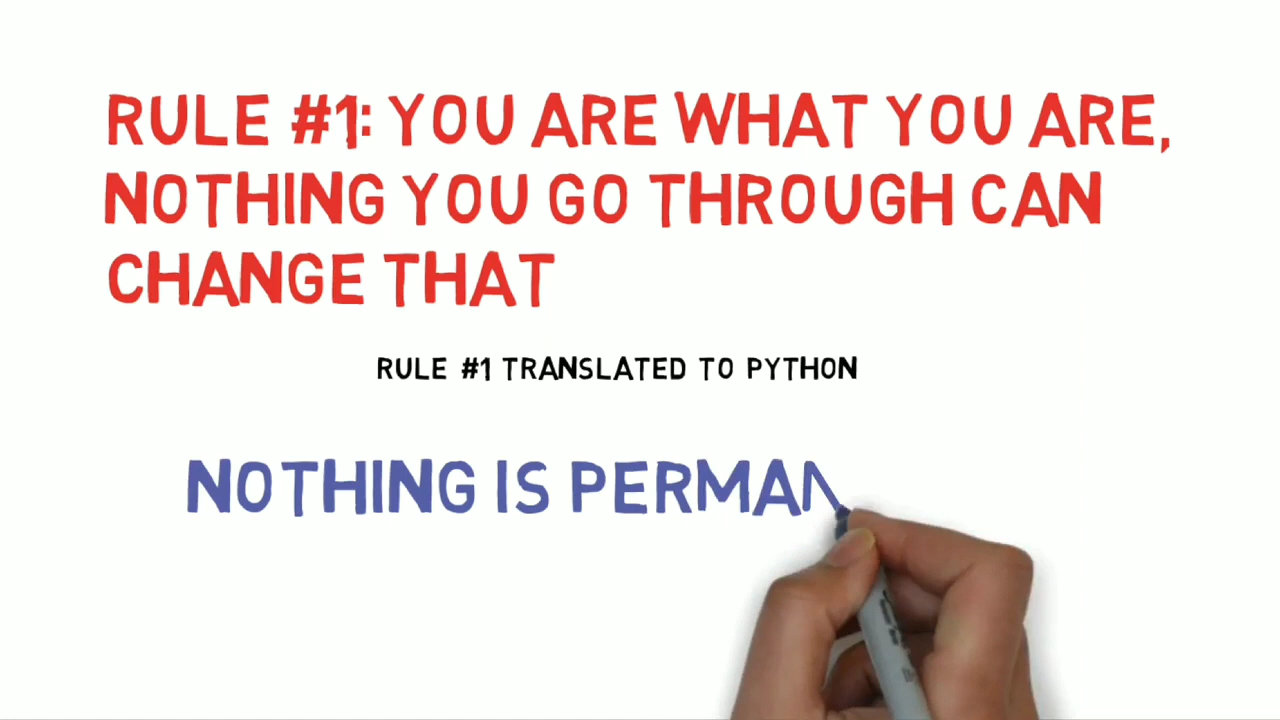 RULE #1: YOU ARE WHAT YOU ARE,
NOTHING YOU GO THROUGH CAN
CHANGE THAT
RULE #1 TRANSLATED TO PYTHON
NOTHING IS PERMAN